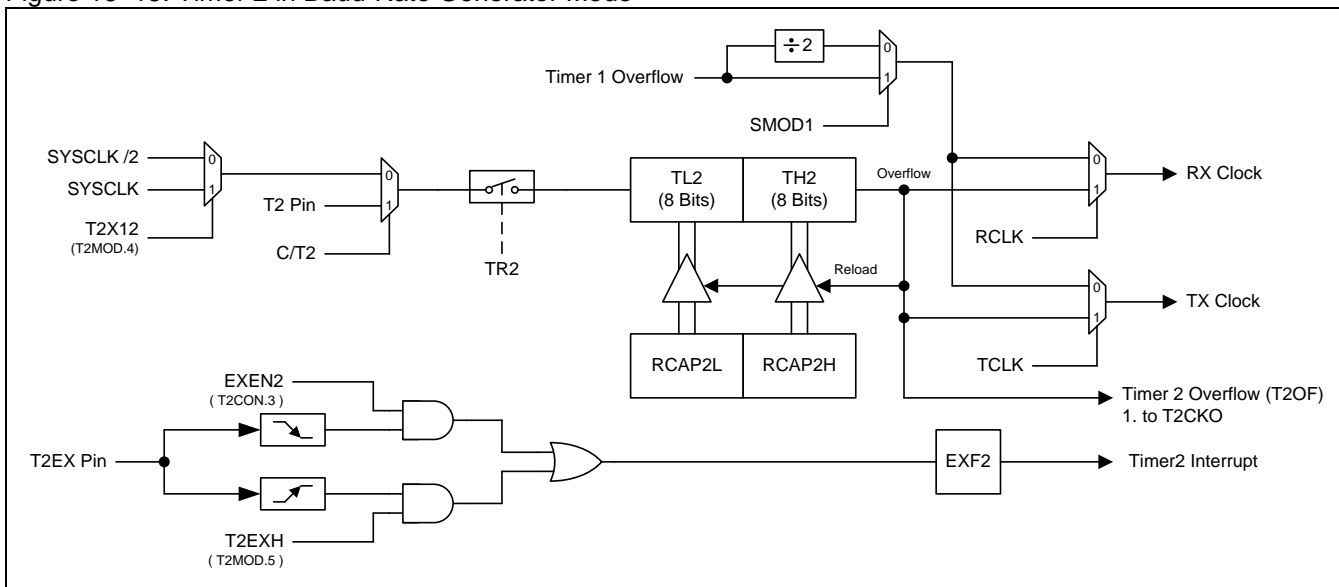 Timer 2 in Baud Rate Generator Mode
÷2
0
Timer 1 Overflow
1
SMOD1
SYSCLK /2
0
SYSCLK
1
T2X12
(T2MOD.4)
0
T2 Pin
1
C/T2
TR2
TL2
(8 Bits)
TH2
(8 Bits)
Overflow
0
RX Clock
1
RCLK
Reload
0
TX Clock
1
TCLK
RCAP2L
RCAP2H
Timer 2 Overflow (T2OF)
1. to T2CKO
EXEN2
( T2CON.3 )
T2EX Pin
EXF2
Timer2 Interrupt
T2EXH
( T2MOD.5 )